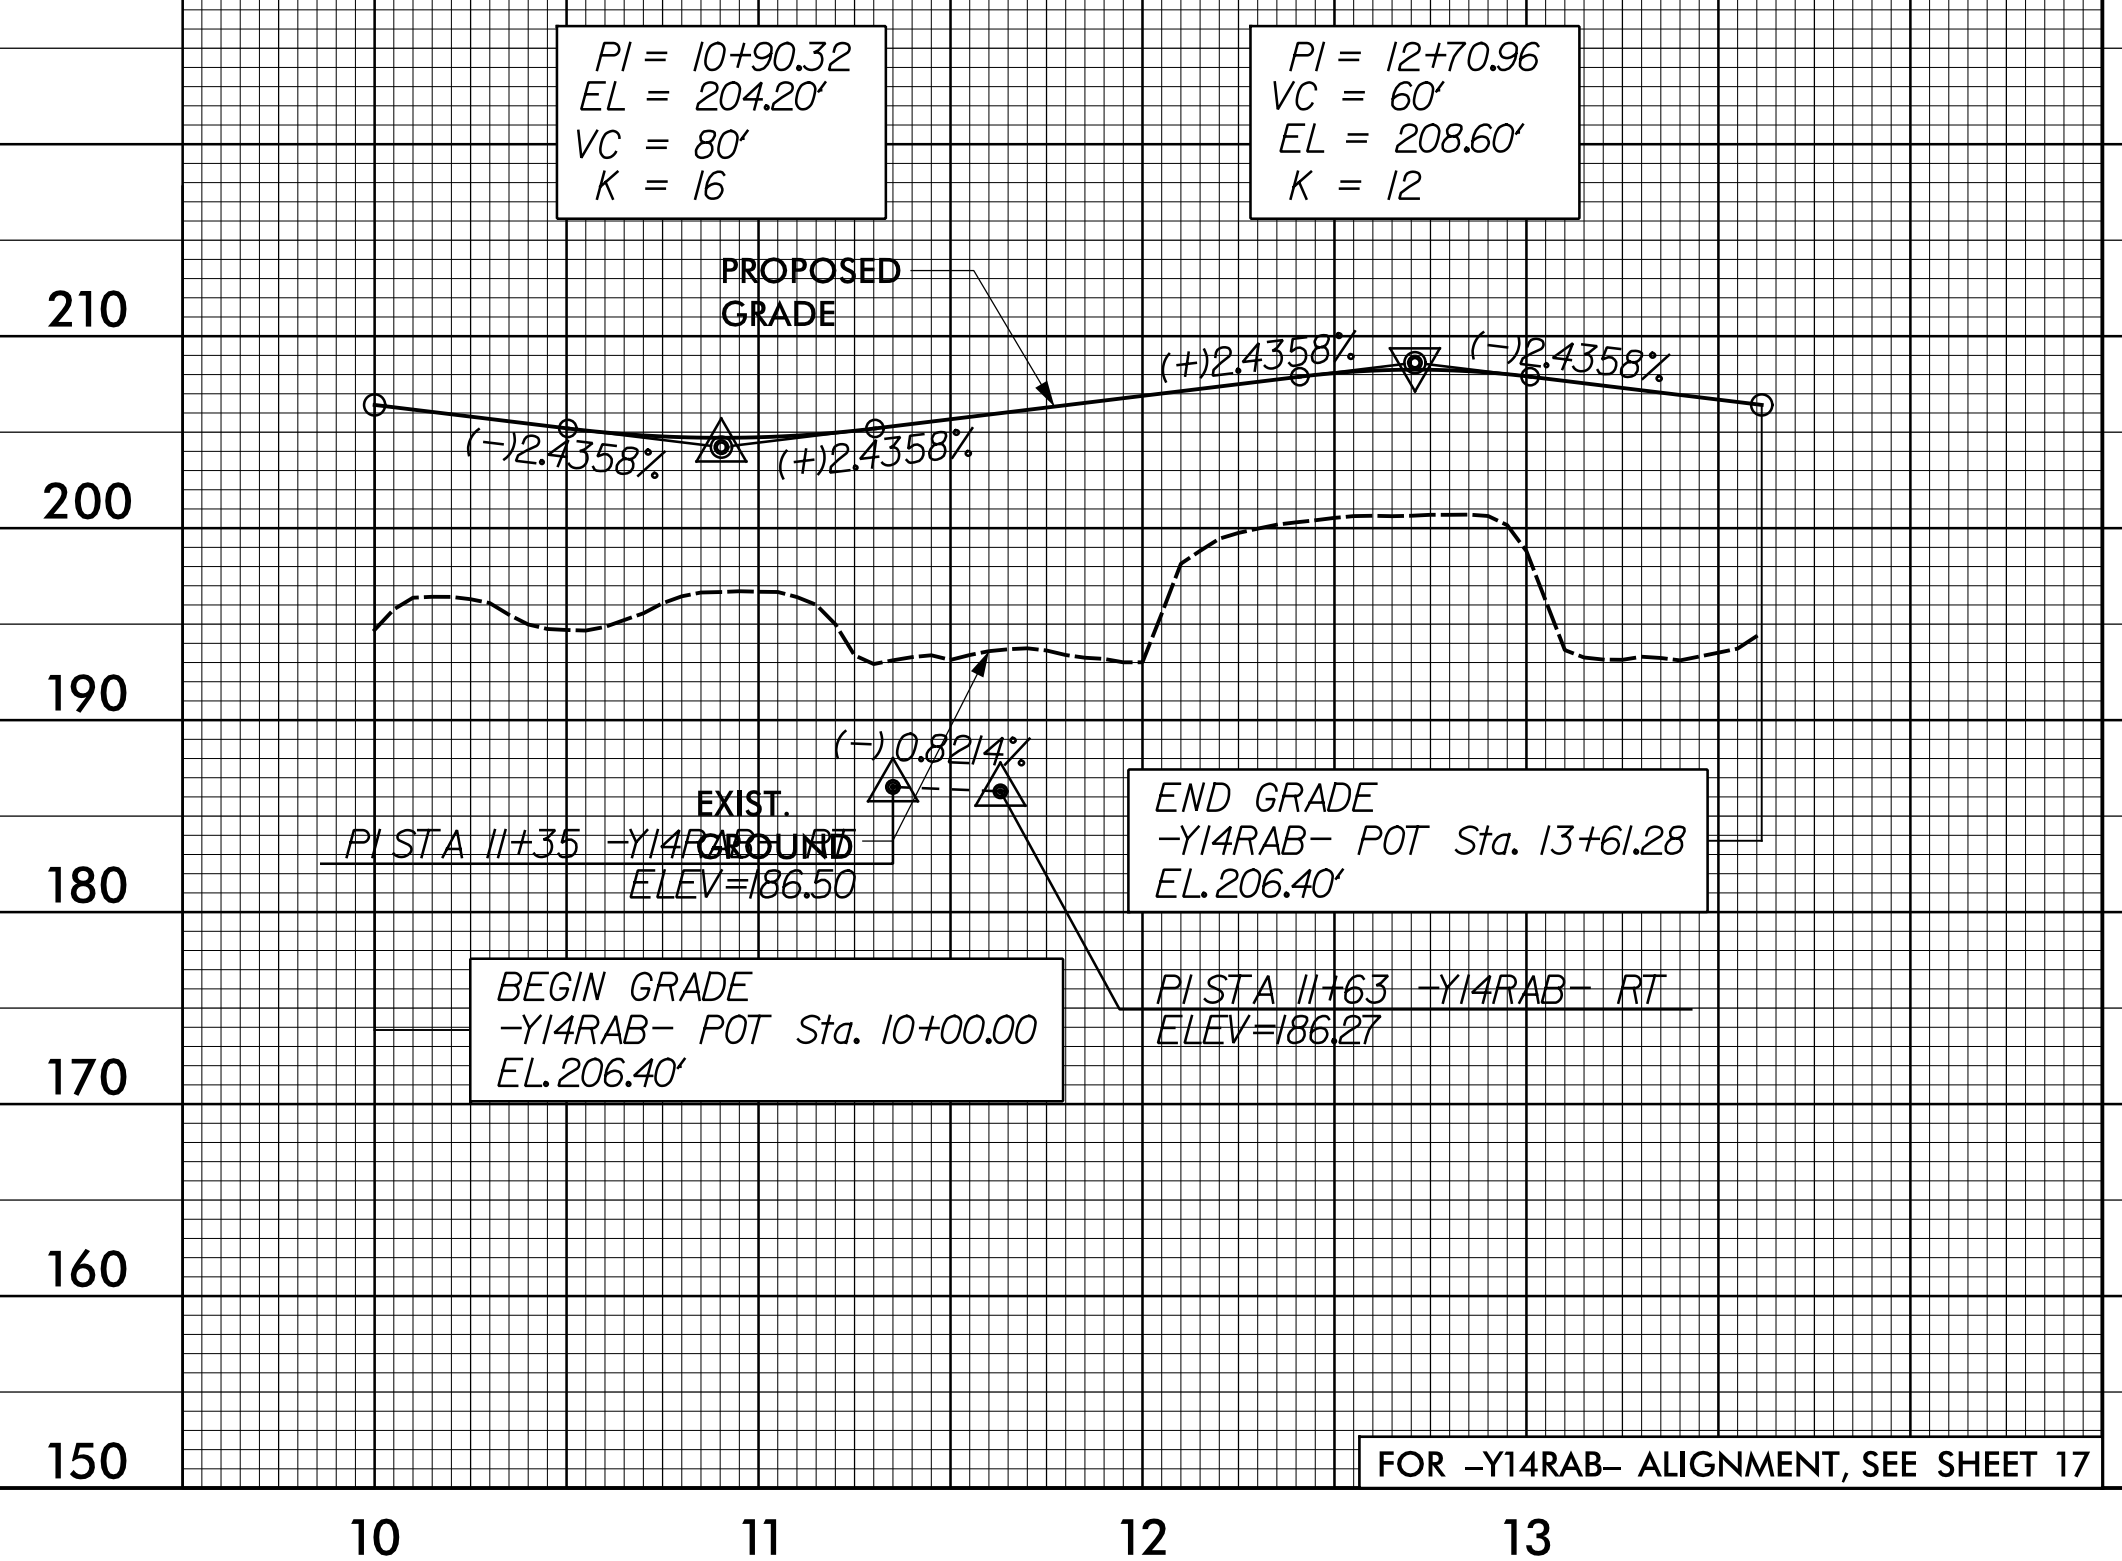 PI = 10+90.32
EL = 204.20'
VC = 80'
K = 16
PI = 12+70.96
VC = 60'
EL = 208.60'
K = 12
PROPOSED
GRADE
210
(+)2.4358%
(-)2.4358%
(-)2.4358%
(+)2.4358%
200
190
(-)0.8214%
EXIST.
GROUND
PI STA 11+35 -Y14RAB- RT
ELEV=186.50
END GRADE
-Y14RAB- POT Sta. 13+61.28
EL. 206.40'
180
BEGIN GRADE
-Y14RAB- POT Sta. 10+00.00
EL. 206.40'
PI STA 11+63 -Y14RAB- RT
ELEV=186.27
170
160
150
FOR -Y14RAB- ALIGNMENT, SEE SHEET 17
10 11 12 13